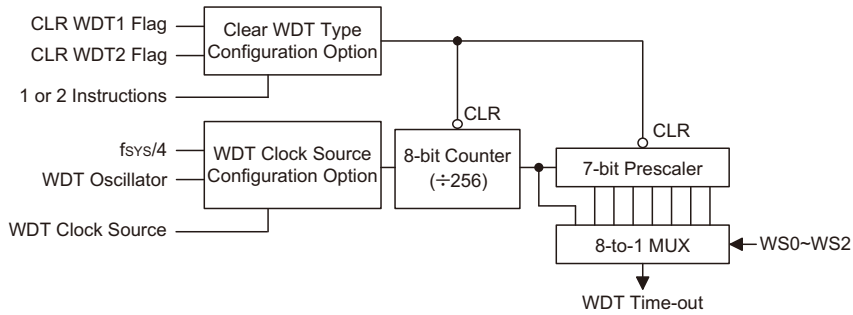 CLR WDT1 Flag
CLR WDT2 Flag
1 or 2 Instructions
Clear WDT Type
Configuration Option
CLR
CLR
fSYS/4
WDT Oscillator
WDT Clock Source
WDT Clock Source
Configuration Option
8-bit Counter
(÷256)
7-bit Prescaler
8-to-1 MUX
WS0~WS2
WDT Time-out